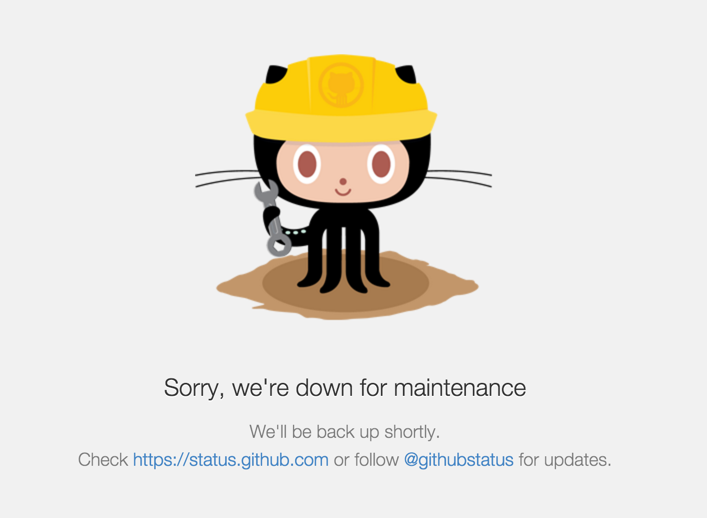 Sorry, we're down for maintenance
We'll be back up shortly.
Check https://status.github.com or follow @githubstatus for updates.